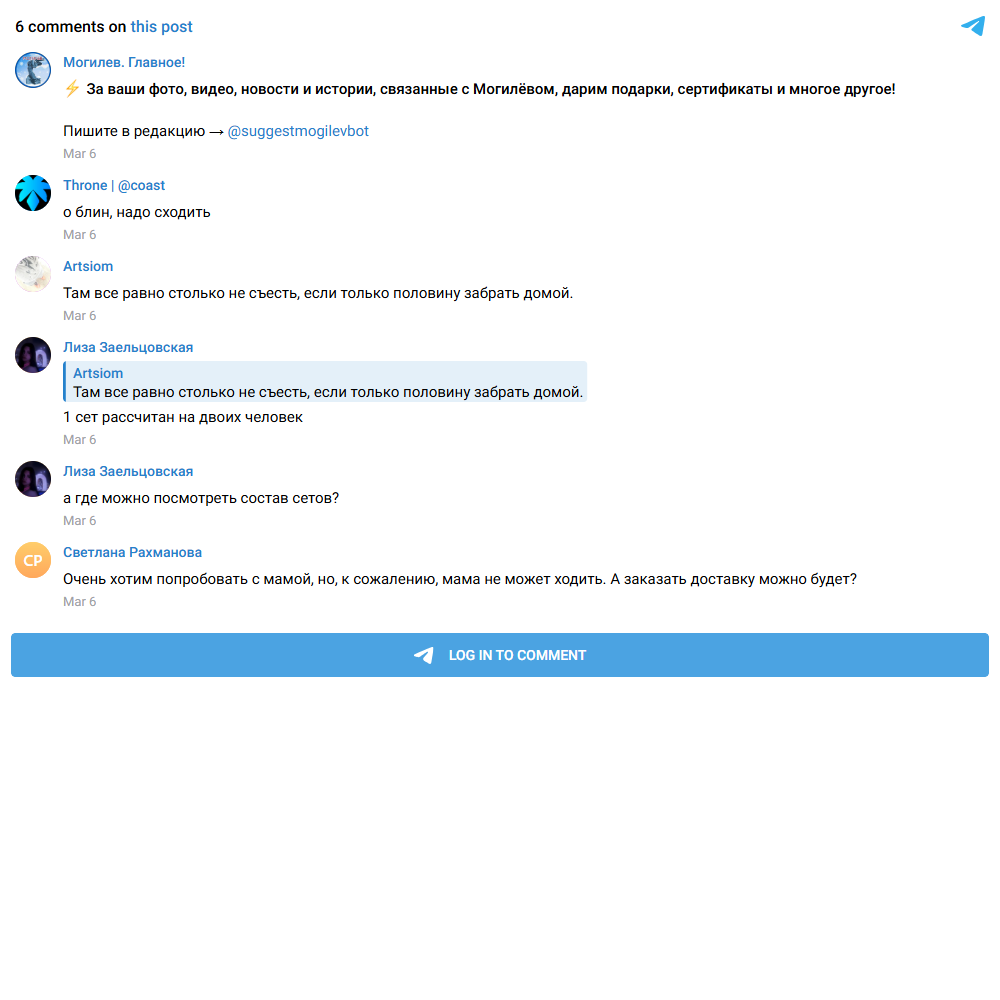 6 comments on this post
Могилев. Главное!
⚡ За ваши фото, видео, новости и истории, связанные с Могилёвом, дарим подарки, сертификаты и многое другое!
Пишите в редакцию → @suggestmogilevbot
Mar 6
Throne | @coast
о блин, надо сходить
Mar 6
Artsiom
Там все равно столько не съесть, если только половину забрать домой.
Mar 6
Лиза Заельцовская
Artsiom
Там все равно столько не съесть, если только половину забрать домой.
1 сет рассчитан на двоих человек
Mar 6
Лиза Заельцовская
а где можно посмотреть состав сетов?
Mar 6
СР
Светлана Рахманова
Очень хотим попробовать с мамой, но, к сожалению, мама не может ходить. А заказать доставку можно будет?
Mar 6
LOG IN TO COMMENT